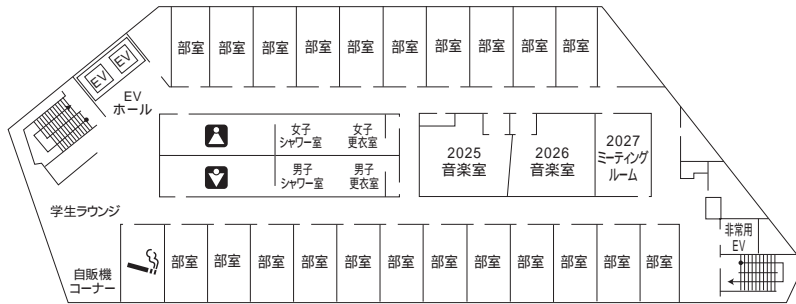 部室 部室 部室 部室 部室 部室 部室 部室 部室 部室
EV EV
EV
ホール
女子
シャワー室
女子
更衣室
男子
シャワー室
男子
更衣室
2025
音楽室
2026
音楽室
2027
ミーティング
ルーム
学生ラウンジ
非常用
EV
自販機
コーナー
部室 部室 部室 部室 部室 部室 部室 部室 部室 部室 部室 部室 部室